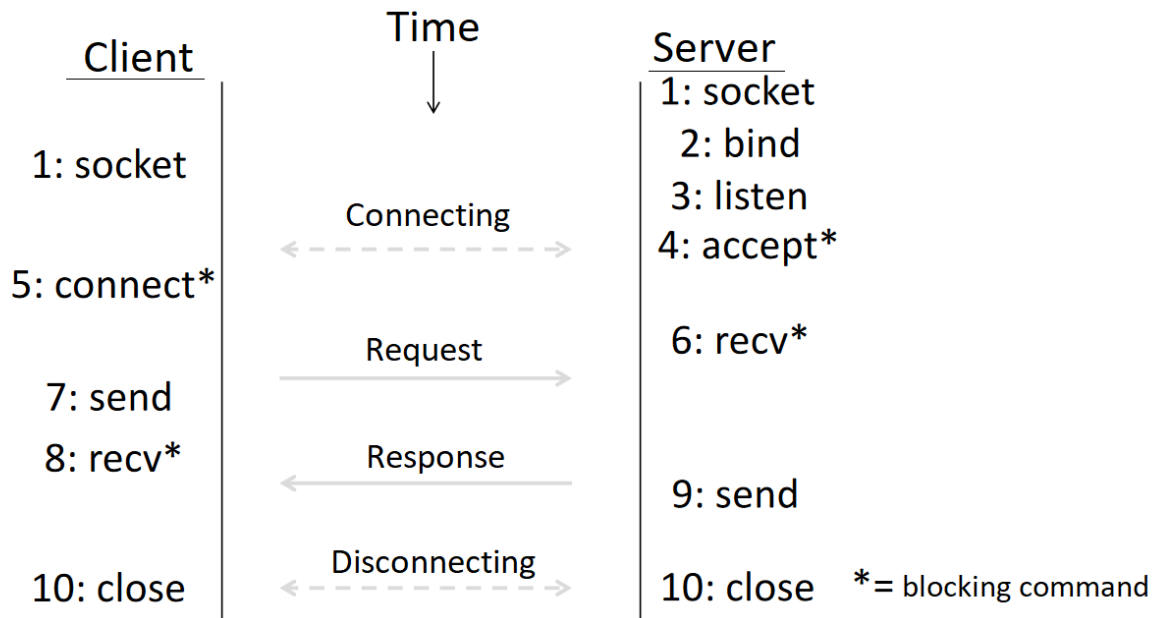 Time
Client
Server
1: socket
2: bind
1: socket
3: listen
Connecting
4: accept*
5: connect*
6: recv*
Request
7: send
8: recv*
Response
9: send
Disconnecting
10: close
10: close
*= blocking command